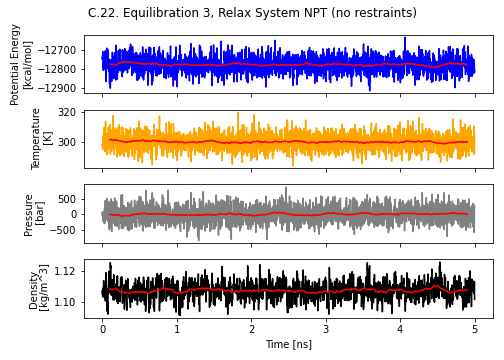 C.22. Equilibration 3, Relax System NPT (no restraints)
Potential Energy
[kcal/mol]
−12700
−12800
−12900
Temperature
[K]
320
300
Pressure
[bar]
500
0
−500
Density
[kg/m^3]
1.12
1.10
0 1 2 3 4 5
Time [ns]